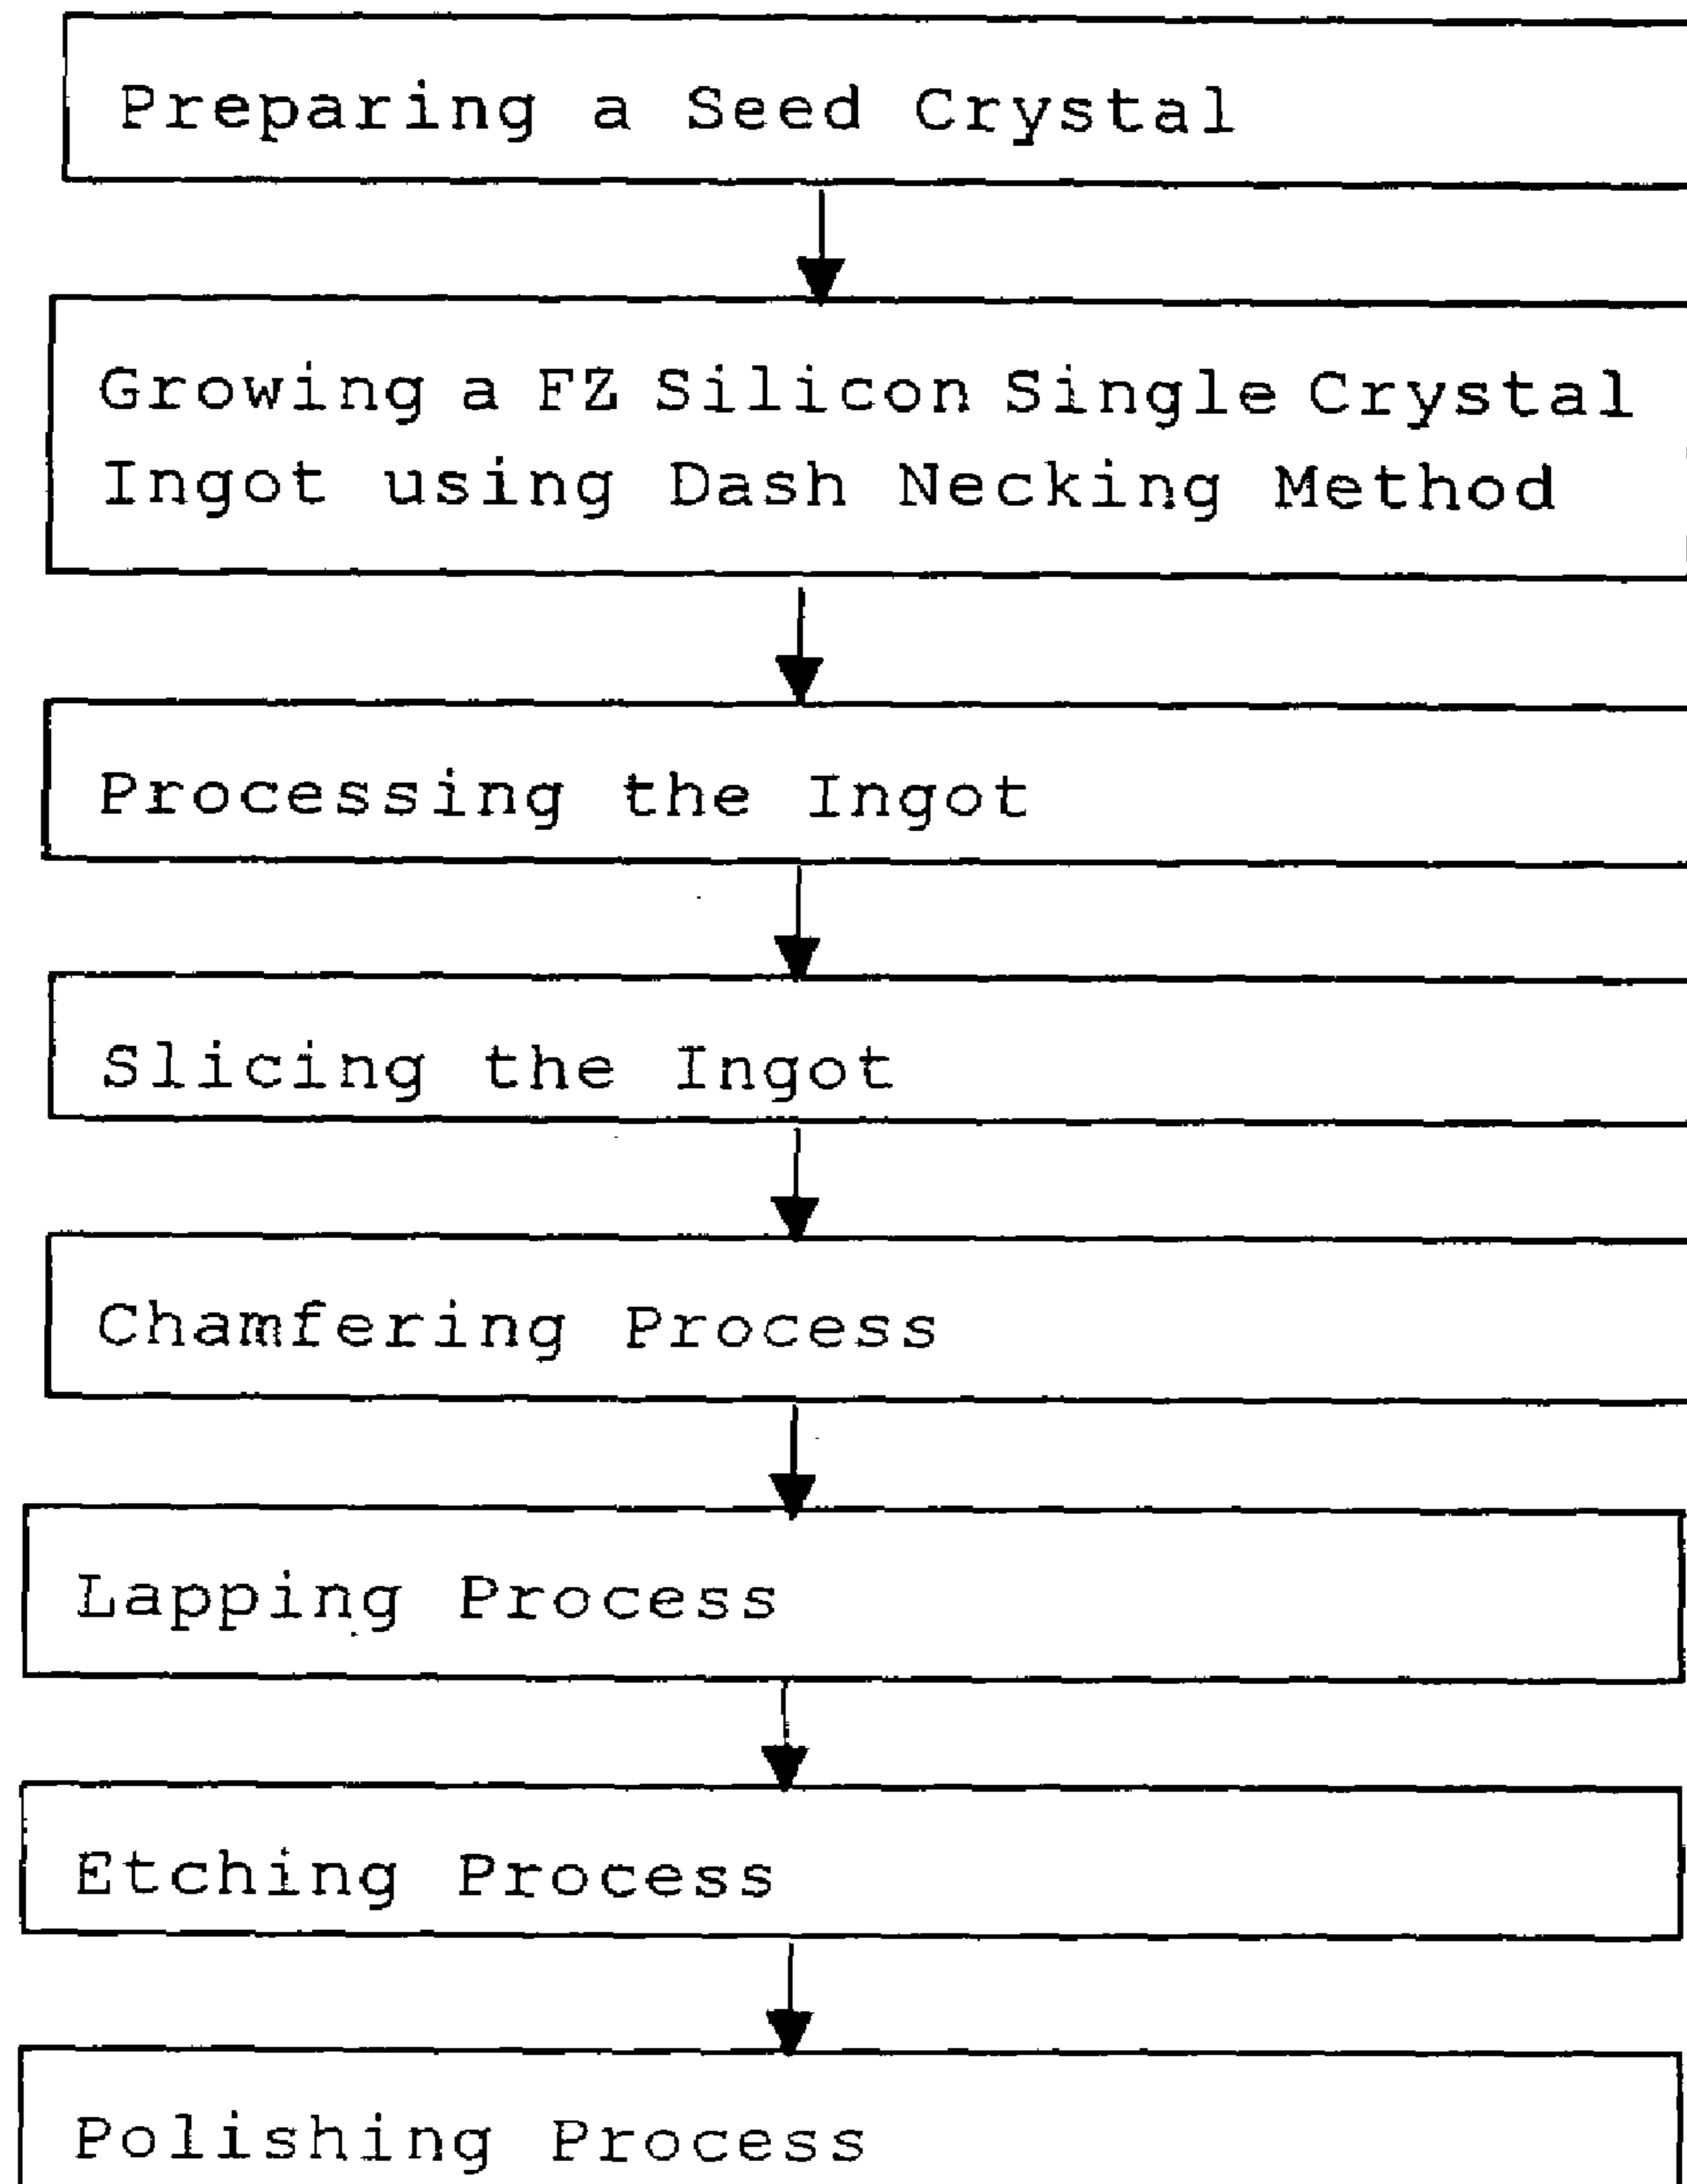 Preparing a Seed Crystal
Growing a FZ Silicon Single Crystal
Ingot using Dash Necking Method
Processing the Ingot
Slicing the Ingot
Chamfering Process
Lapping Process
Etching Process
Polishing Process